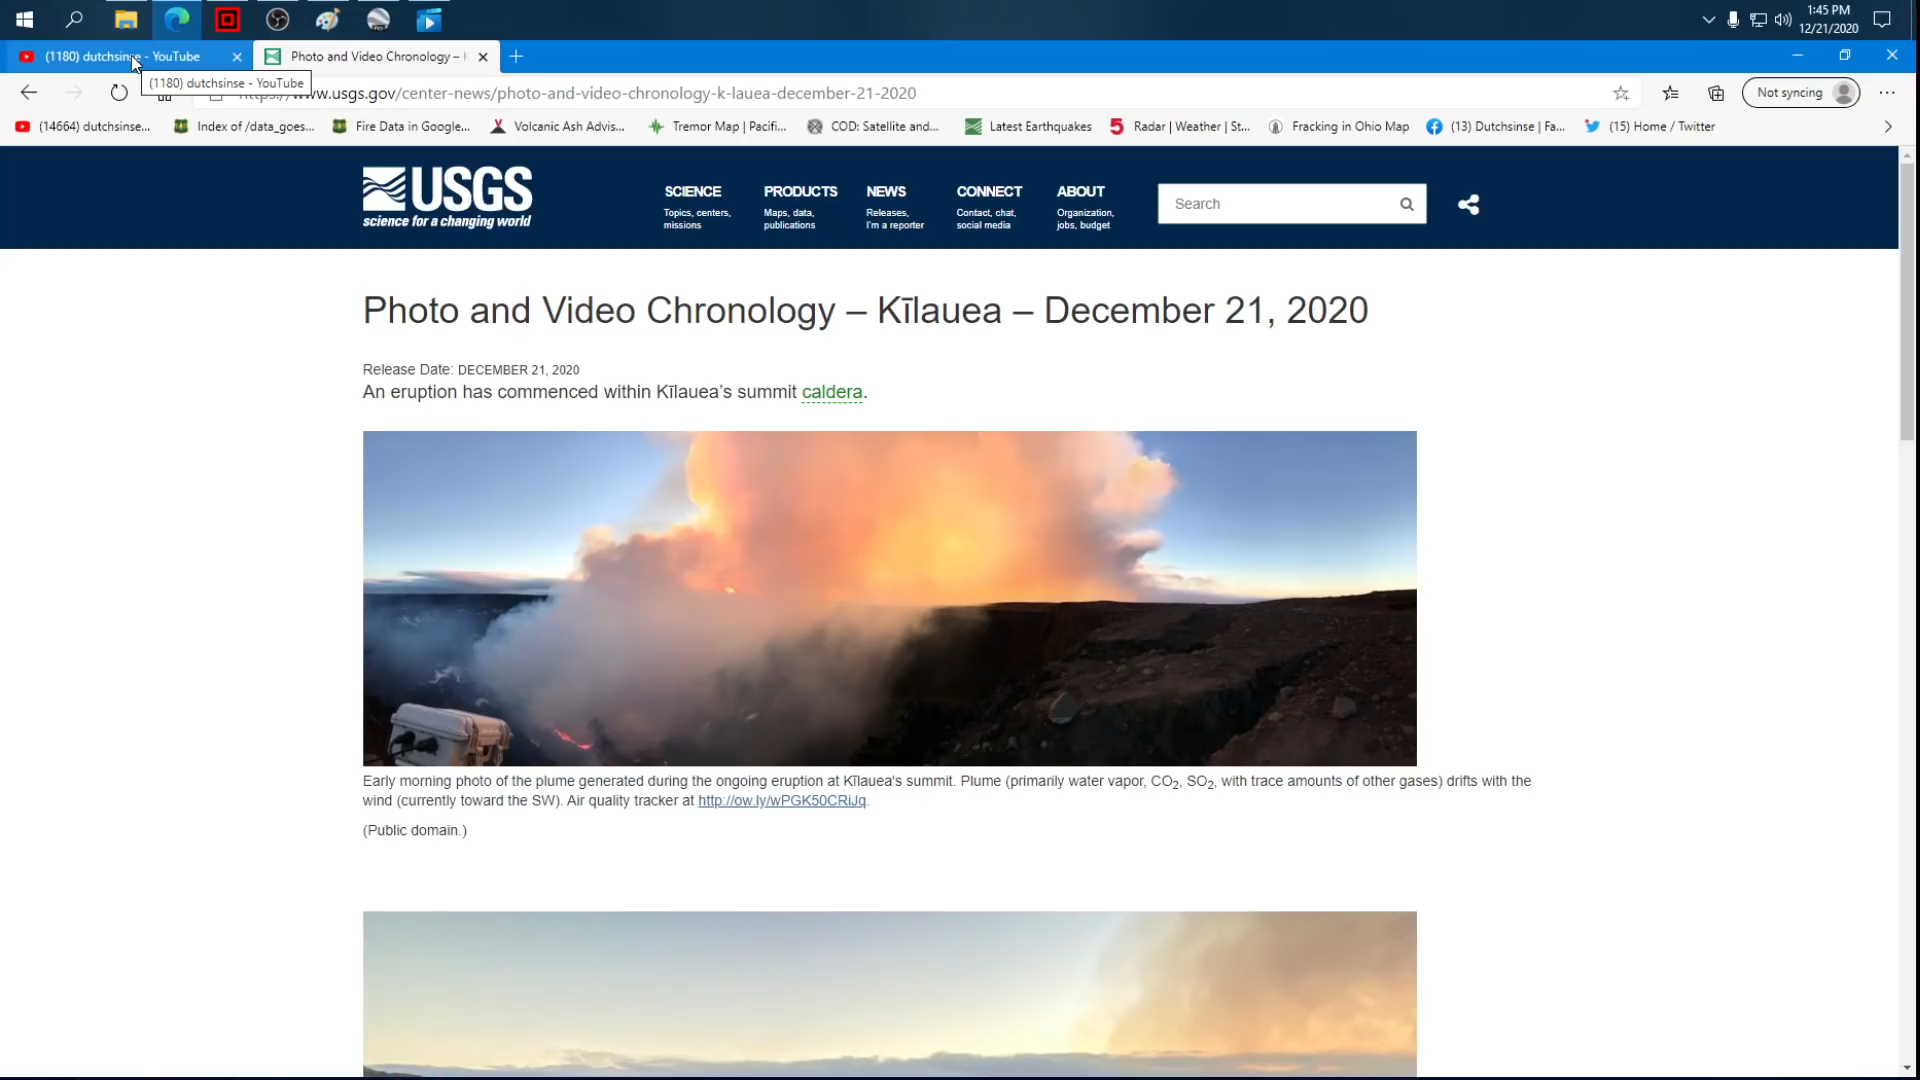 1:45 PM
12/21/2020
(1180) dutchsinse - YouTube
Photo and Video Chronology –
(1180) dutchsinse - YouTube
www.usgs.gov/center-news/photo-and-video-chronology-k-lauea-december-21-2020
Not syncing
(14664) dutchsinse...
Index of /data_goes...
Fire Data in Google...
Volcanic Ash Advis...
Tremor Map | Pacifi...
COD: Satellite and...
Latest Earthquakes
Radar | Weather | St...
Fracking in Ohio Map
(13) Dutchsinse | Fa...
(15) Home / Twitter
USGS
science for a changing world
SCIENCE
Topics, centers,
missions
PRODUCTS
Maps, data,
publications
NEWS
Releases,
I'm a reporter
CONNECT
Contact, chat,
social media
ABOUT
Organization,
jobs, budget
Search
Photo and Video Chronology – Kīlauea – December 21, 2020
Release Date: DECEMBER 21, 2020
An eruption has commenced within Kīlauea’s summit caldera.
Early morning photo of the plume generated during the ongoing eruption at Kīlauea's summit. Plume (primarily water vapor, CO2, SO2, with trace amounts of other gases) drifts with the
wind (currently toward the SW). Air quality tracker at http://ow.ly/wPGK50CRiJq.
(Public domain.)